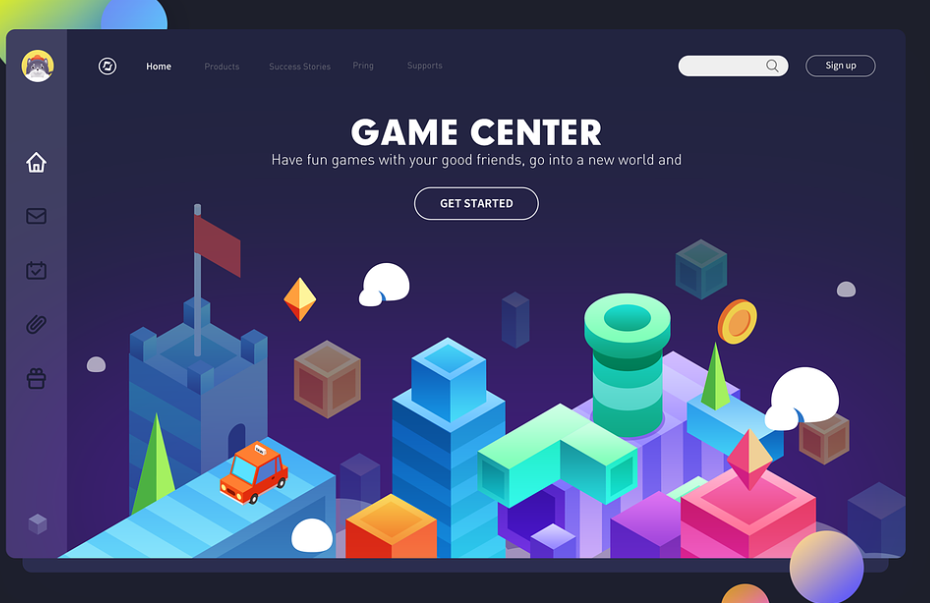 Home
Products
Success Stories
Pring
Supports
Sign up
GAME CENTER
Have fun games with your good friends, go into a new world and
GET STARTED
TAXI